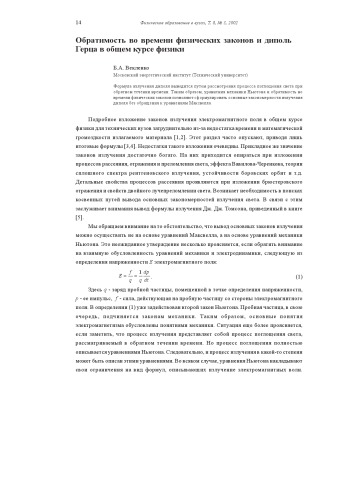 14 Физическое образование в вузах, Т. 8, № 1, 2002
Обратимость во времени физических законов и диполь
Герца в общем курсе физики
В.А. Векленко
Московский энергетический институт (Технический университет)
Формула излучения диполя выводится путем рассмотрения процесса поглощения света при
обратном течении времени. Таким образом, уравнения механики Ньютона и обратимость во
времени физических законов позволяют сформулировать основные закономерности излучения
диполя без обращения к уравнениям Максвелла.
Подробное изложение законов излучения электромагнитного поля в общем курсе
физики для технических вузов затруднительно из-за недостатка времени и математической
громоздкости излагаемого материала [1,2]. Этот раздел часто опускают, приводя лишь
итоговые формулы [3,4]. Недостатки такого изложения очевидны. Прикладное же значение
законов излучения достаточно богато. На них приходится опираться при изложении
процессов рассеяния, отражения и преломления света, эффекта Вавилова-Черенкова, теории
сплошного спектра рентгеновского излучения, устойчивости боровских орбит и т.д.
Детальные свойства процессов рассеяния проявляются при изложении брюстеровского
отражения и свойств двойного лучепреломления света. Возникает необходимость в поисках
косвенных путей вывода основных закономерностей излучения света. В связи с этим
заслуживает внимания вывод формулы излучения Дж. Дж. Томсона, приведенный в книге
[5].
Мы обращаем внимание на то обстоятельство, что вывод основных законов излучения
можно осуществить не на основе уравнений Максвелла, а на основе уравнений механики
Ньютона. Это неожиданное утверждение несколько проясняется, если обратить внимание
на взаимную обусловленность уравнений механики и электродинамики, следующую из
определения напряженности E электромагнитного поля:
E = f/q = 1/q dp/dt. (1)
Здесь q - заряд пробной частицы, помещенной в точке определения напряженности,
p - ее импульс, f - сила, действующая на пробную частицу со стороны электромагнитного
поля. В определении (1) уже задействован второй закон Ньютона. Пробная частица, в свою
очередь, подчиняется законам механики. Таким образом, основные понятия
электромагнетизма обусловлены понятиями механики. Ситуация еще более проясняется,
если заметить, что процесс излучения представляет собой процесс поглощения света,
рассматриваемый в обратном течении времени. Но процесс поглощения полностью
описывается уравнениями Ньютона. Следовательно, и процесс излучения в какой-то степени
может быть описан этими уравнениями. Во всяком случае, уравнения Ньютона накладывают
свои ограничения на вид формул, описывающих излучение электромагнитных полей.